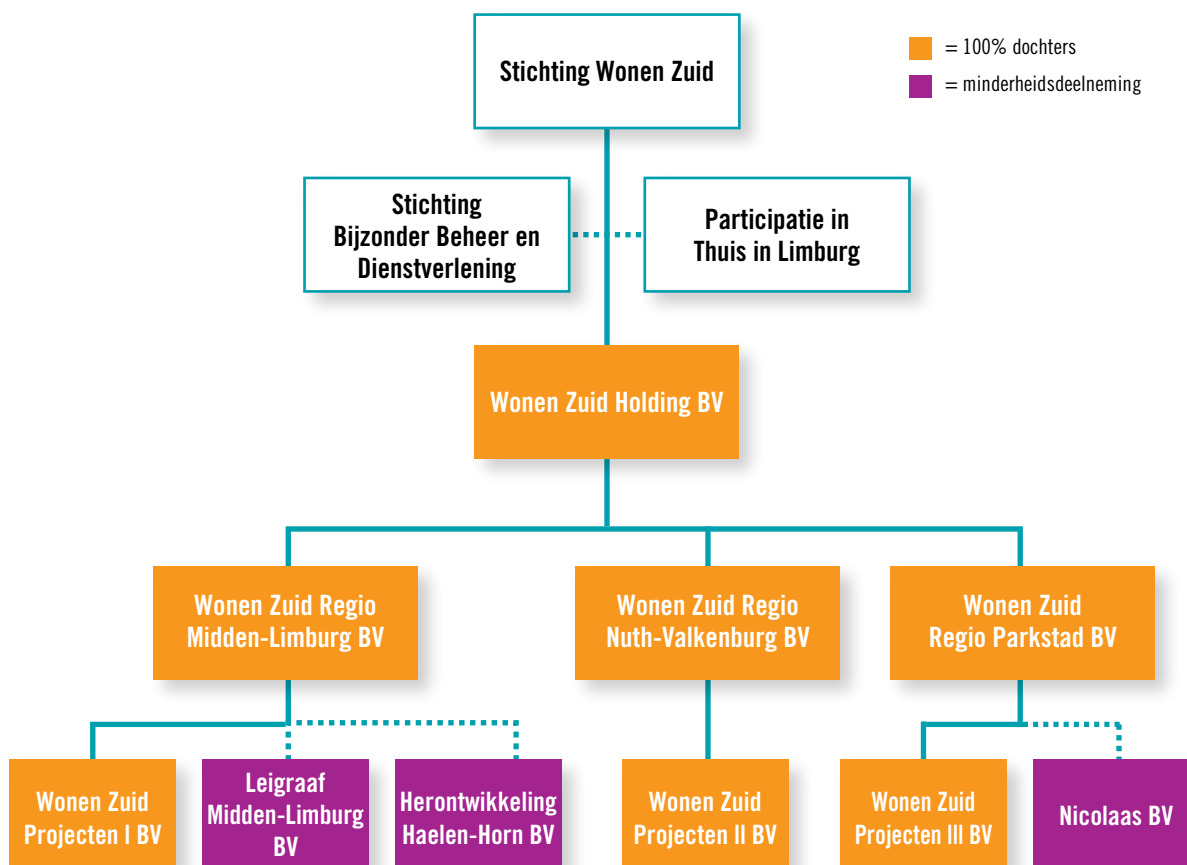 Stichting Wonen Zuid
= 100% dochters
= minderheidsdeelneming
Stichting
Bijzonder Beheer en
Dienstverlening
Participatie in
Thuis in Limburg
Wonen Zuid Holding BV
Wonen Zuid Regio
Midden-Limburg BV
Wonen Zuid Regio
Nuth-Valkenburg BV
Wonen Zuid
Regio Parkstad BV
Wonen Zuid
Projecten I BV
Leigraaf
Midden-Limburg
BV
Herontwikkeling
Haelen-Horn BV
Wonen Zuid
Projecten II BV
Wonen Zuid
Projecten III BV
Nicolaas BV